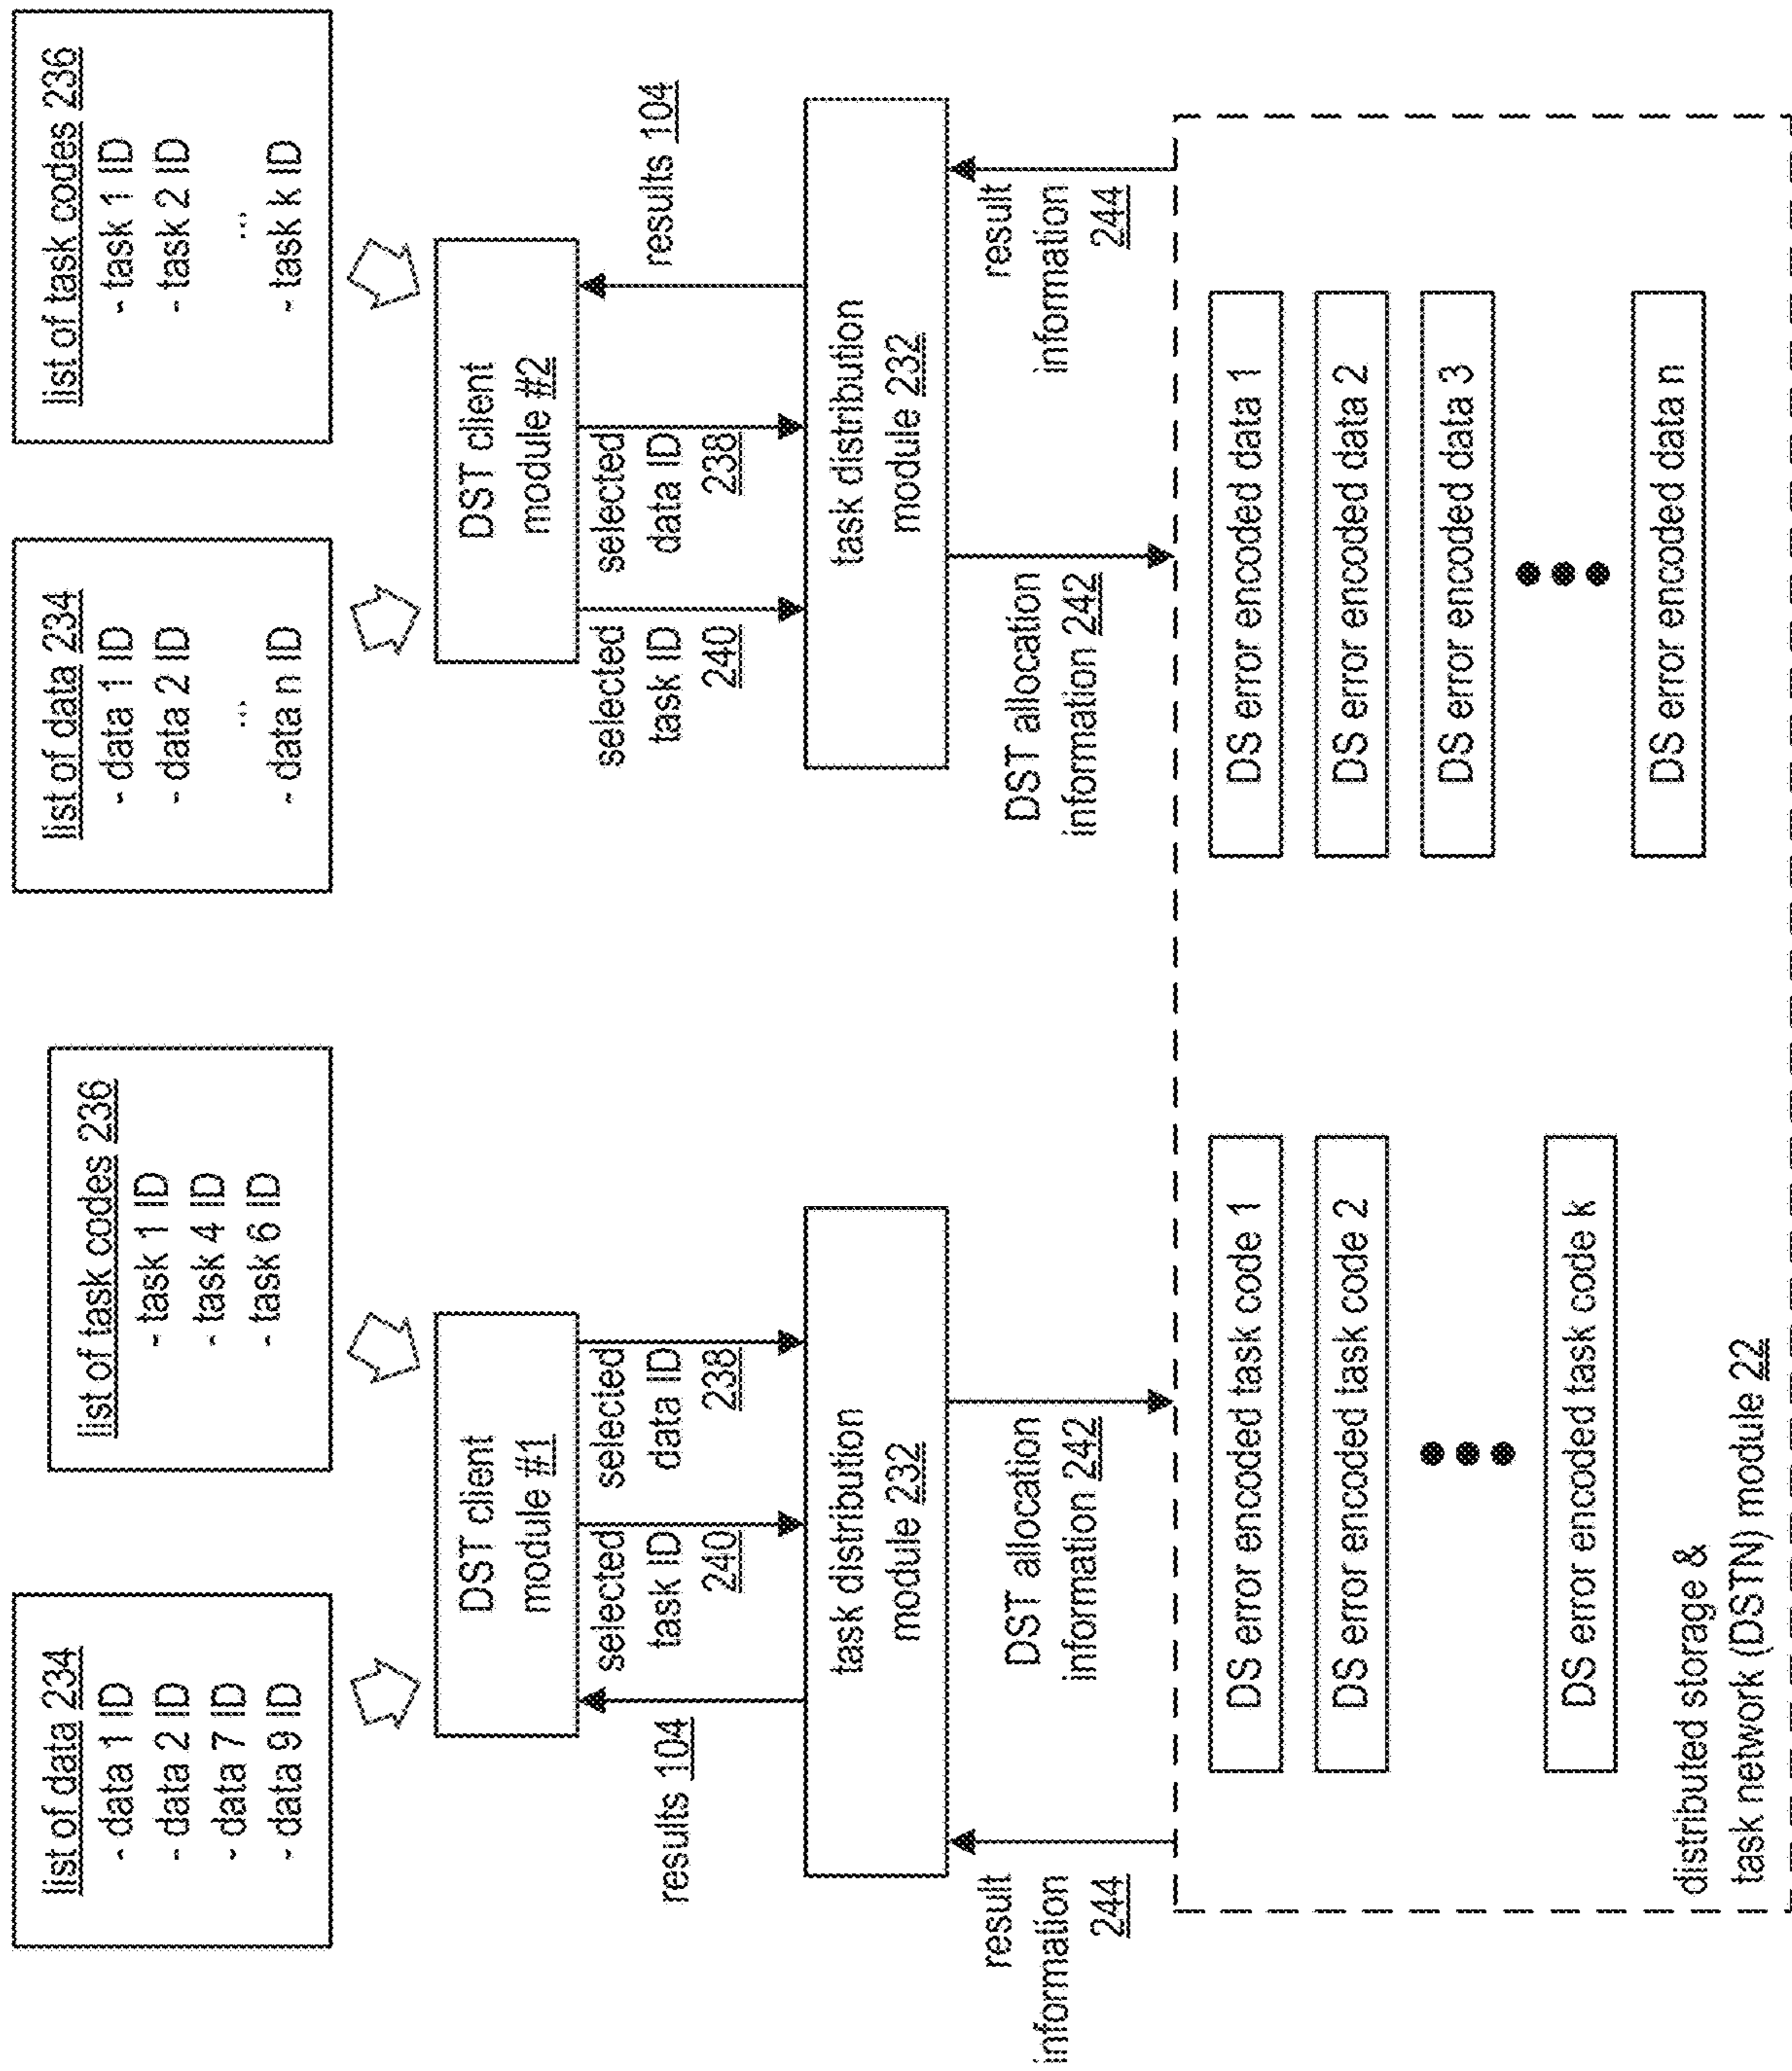 list of data 234
- data 1 ID
- data 2 ID
- data 7 ID
- data 9 ID
list of task codes 236
- task 1 ID
- task 4 ID
- task 6 ID
list of data 234
- data 1 ID
- data 2 ID
...
- data n ID
list of task codes 236
- task 1 ID
- task 2 ID
...
- task k ID
DST client
module #1
DST client
module #2
results 104
selected
task ID
240
selected
data ID
238
selected
task ID
240
selected
data ID
238
results 104
task distribution
module 232
task distribution
module 232
result
information
244
DST allocation
information 242
DST allocation
information 242
result
information
244
DS error encoded task code 1
DS error encoded task code 2
DS error encoded task code k
DS error encoded data 1
DS error encoded data 2
DS error encoded data 3
DS error encoded data n
distributed storage &
task network (DSTN) module 22